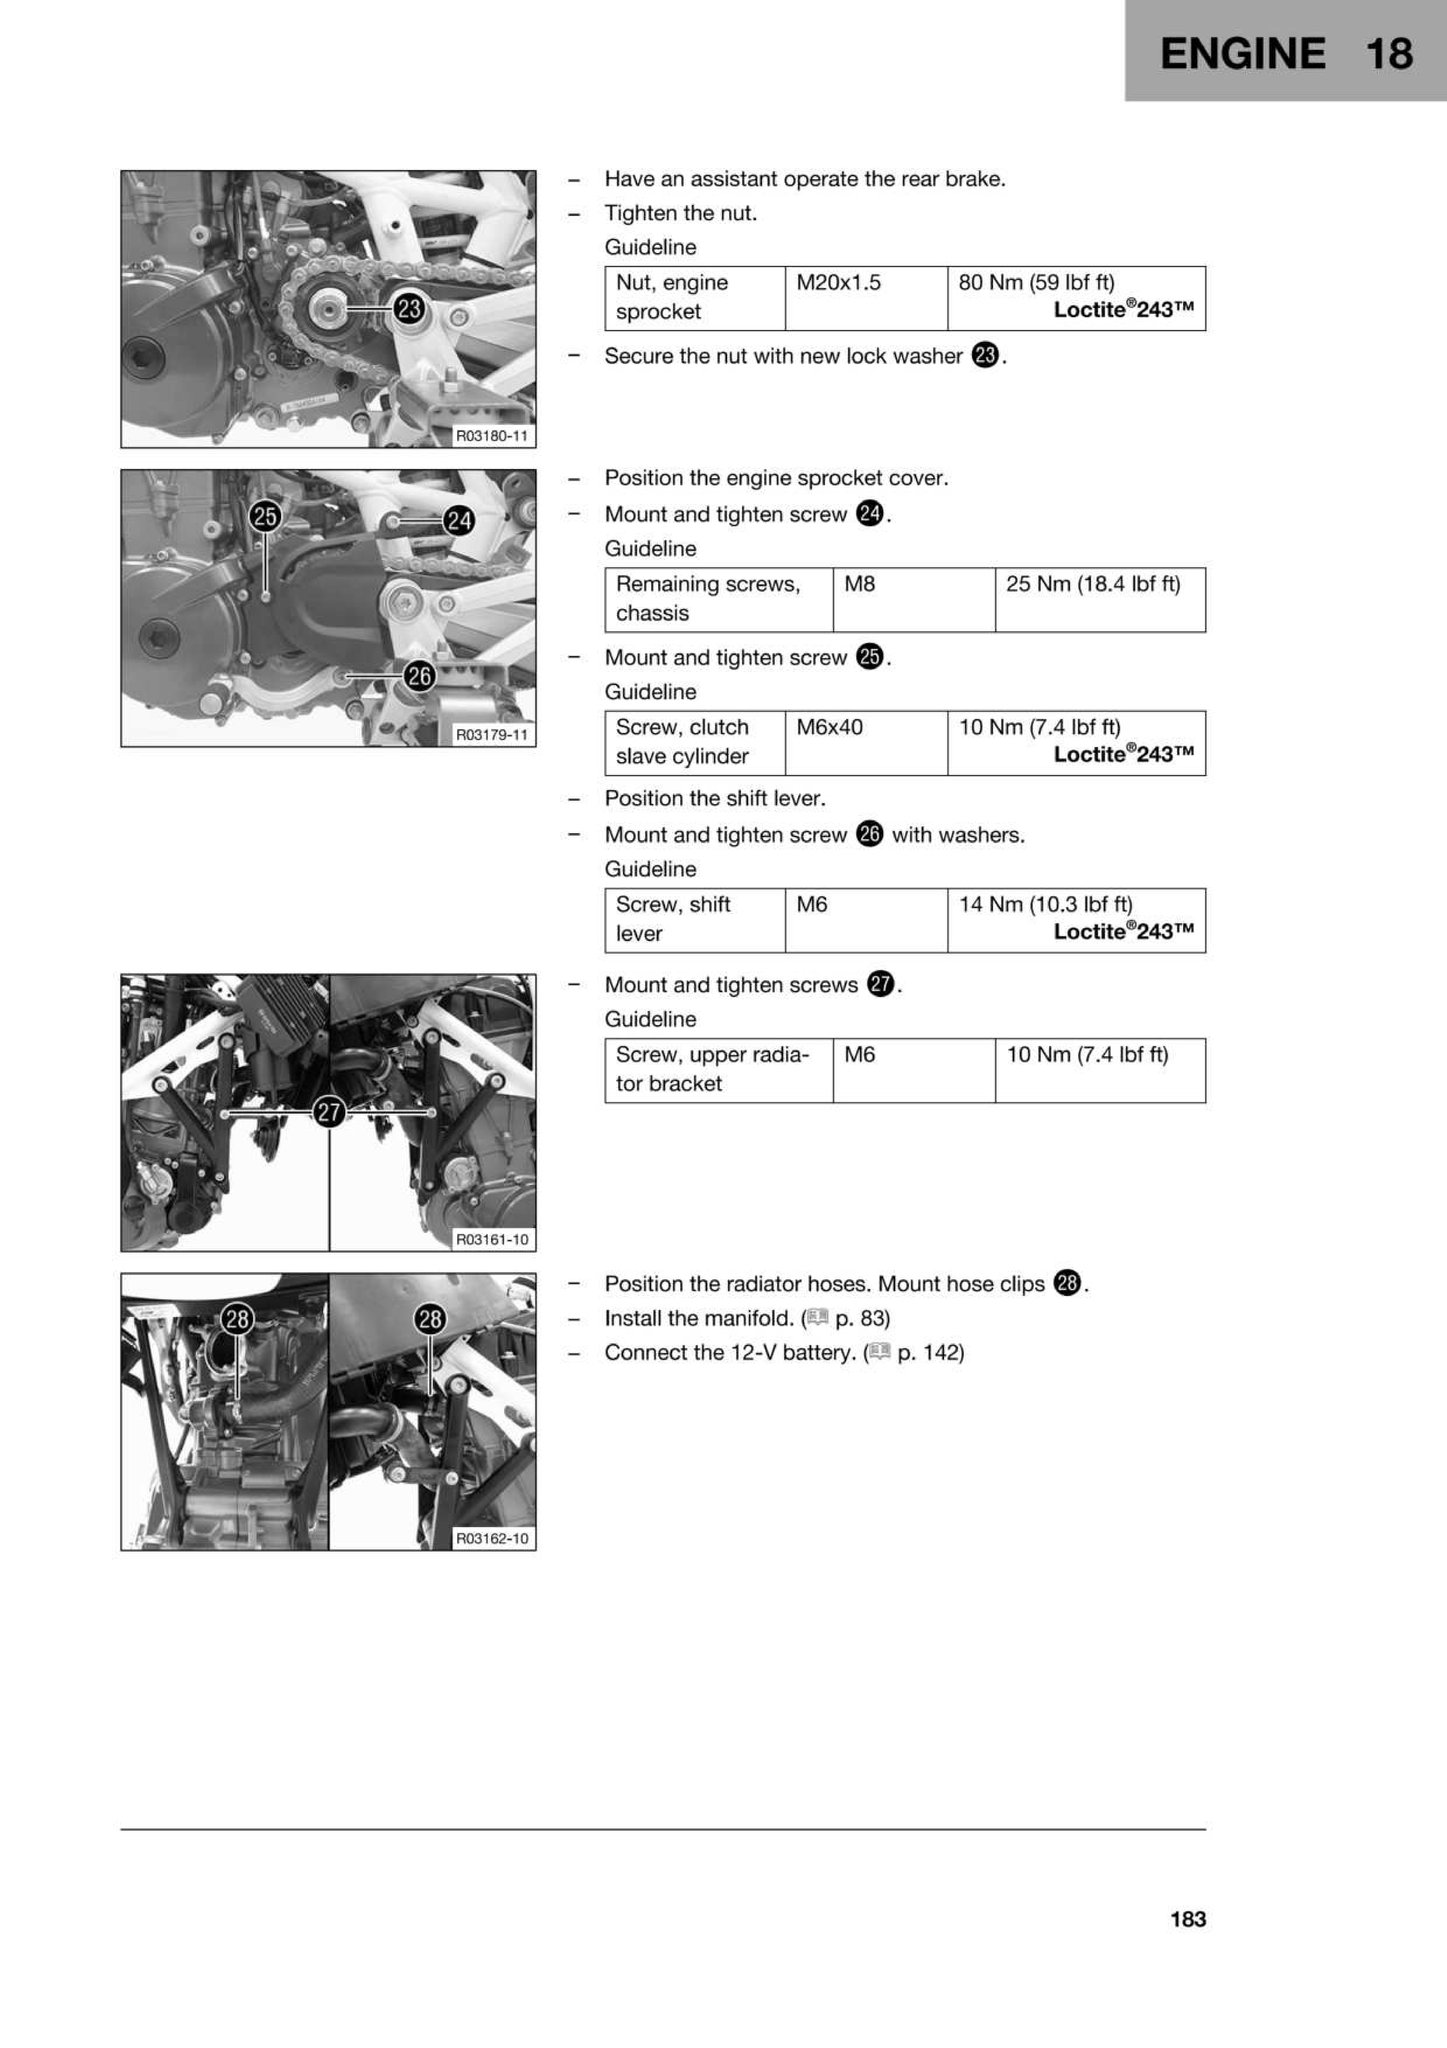 ENGINE 18
– Have an assistant operate the rear brake.
– Tighten the nut.
Guideline
Nut, engine sprocket M20x1.5 80 Nm (59 lbf ft) Loctite®243™
– Secure the nut with new lock washer 23.
23
R03180-11
– Position the engine sprocket cover.
– Mount and tighten screw 24.
Guideline
Remaining screws, chassis M8 25 Nm (18.4 lbf ft)
– Mount and tighten screw 25.
Guideline
Screw, clutch slave cylinder M6x40 10 Nm (7.4 lbf ft) Loctite®243™
25
24
26
R03179-11
– Position the shift lever.
– Mount and tighten screw 26 with washers.
Guideline
Screw, shift lever M6 14 Nm (10.3 lbf ft) Loctite®243™
– Mount and tighten screws 27.
Guideline
Screw, upper radia-
tor bracket M6 10 Nm (7.4 lbf ft)
27
R03161-10
– Position the radiator hoses. Mount hose clips 28.
– Install the manifold. ( p. 83)
– Connect the 12-V battery. ( p. 142)
28
28
R03162-10
183